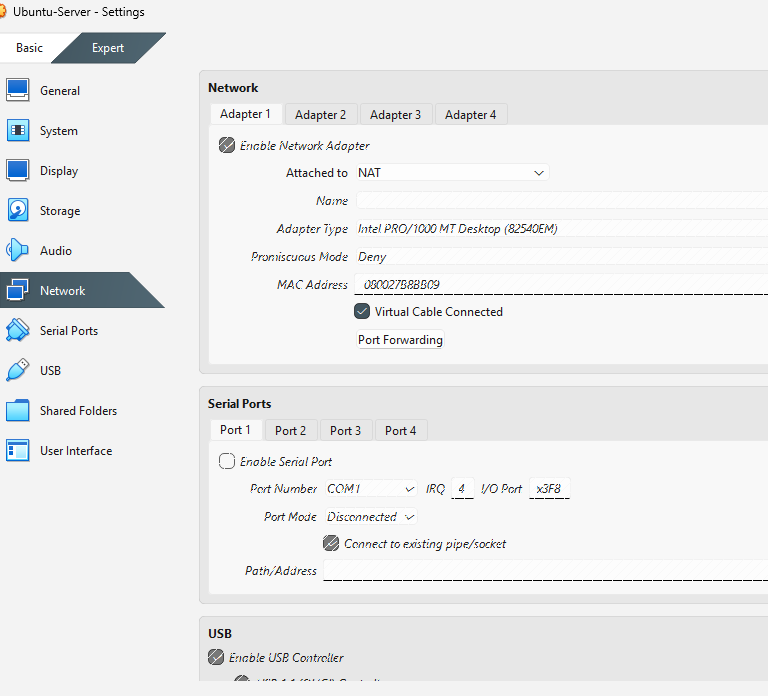 Ubuntu-Server - Settings
Basic
Expert
General
System
Display
Storage
Audio
Network
Serial Ports
USB
Shared Folders
User Interface
Network
Adapter 1
Adapter 2
Adapter 3
Adapter 4
Enable Network Adapter
Attached to NAT
Name
Adapter Type Intel PRO/1000 MT Desktop (82540EM)
Promiscuous Mode Deny
MAC Address 080027B8BB09
Virtual Cable Connected
Port Forwarding
Serial Ports
Port 1
Port 2
Port 3
Port 4
Enable Serial Port
Port Number COM1 IRQ 4 I/O Port x3F8
Port Mode Disconnected
Connect to existing pipe/socket
Path/Address
USB
Enable USB Controller